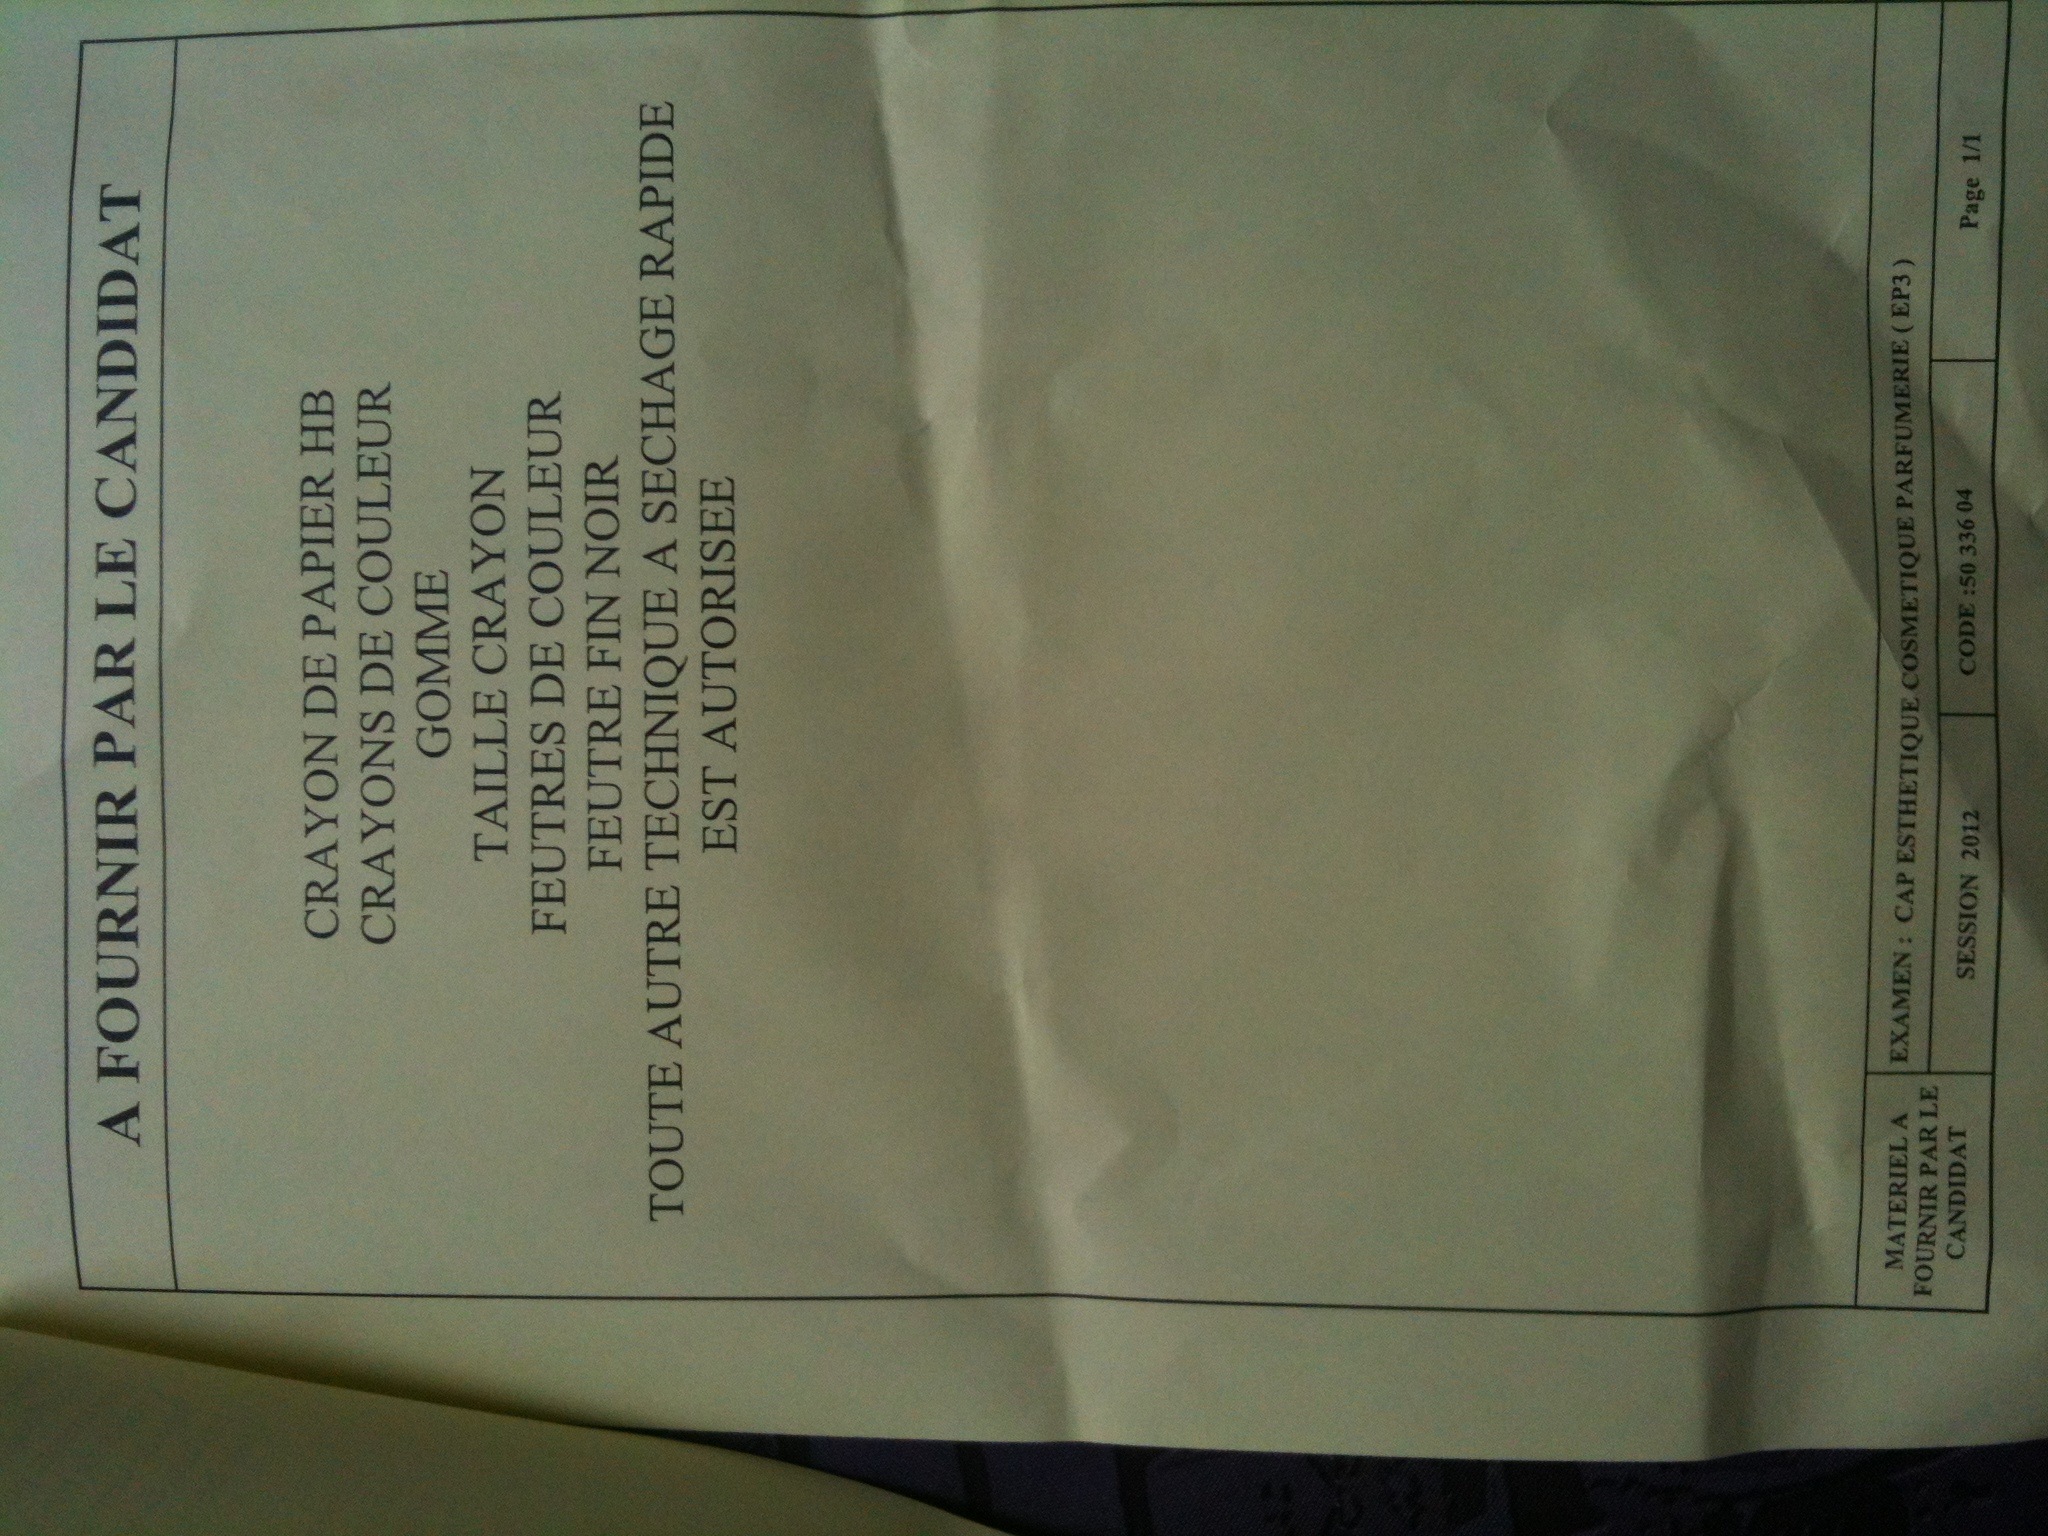 A FOURNIR PAR LE CANDIDAT
CRAYON DE PAPIER HB
CRAYONS DE COULEUR
GOMME
TAILLE CRAYON
FEUTRES DE COULEUR
FEUTRE FIN NOIR
TOUTE AUTRE TECHNIQUE A SECHAGE RAPIDE
EST AUTORISEE
MATERIEL A
FOURNIR PAR LE
CANDIDAT
EXAMEN : CAP ESTHETIQUE COSMETIQUE PARFUMERIE ( EP3 )
SESSION 2012
CODE :50 336 04
Page 1/1